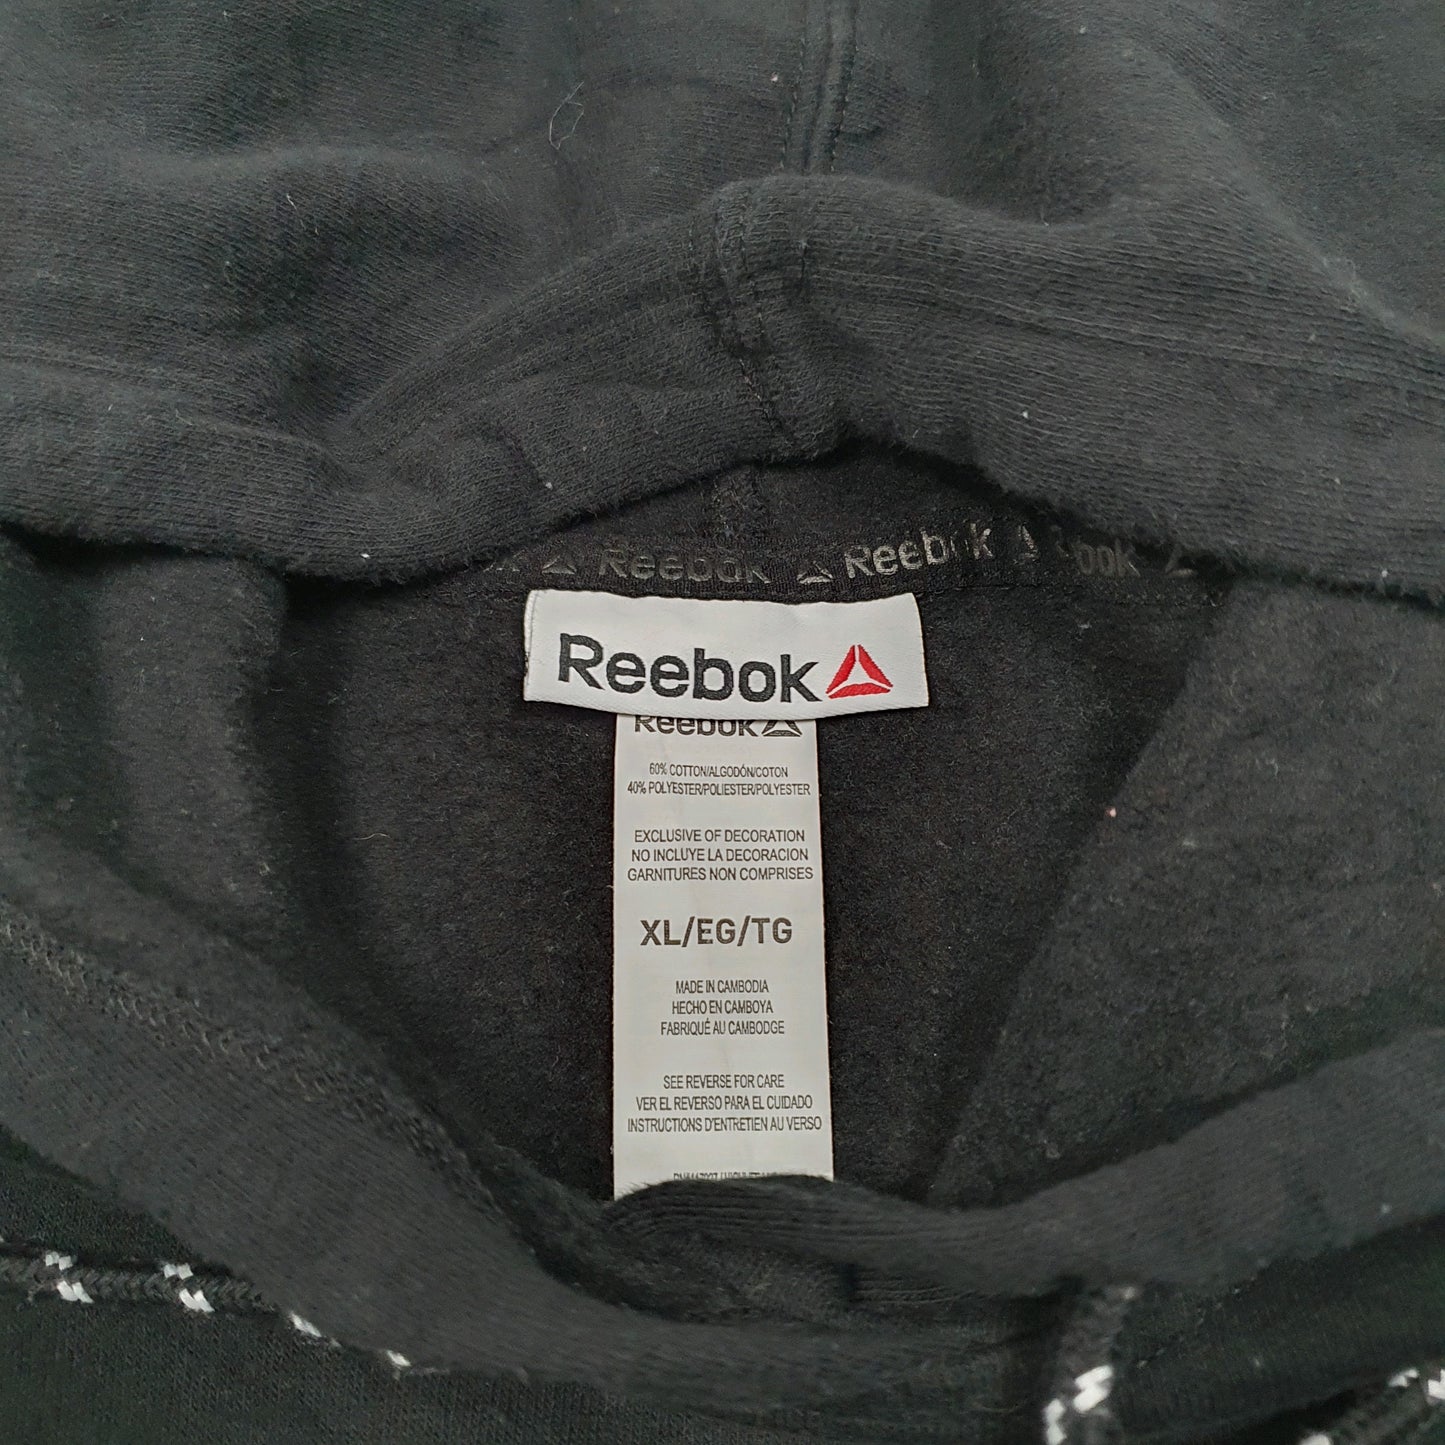 Reebok Reebok
Reebok
Reebok
60% COTTON/ALGODÓN/COTON
40% POLYESTER/POLIESTER/POLYESTER
EXCLUSIVE OF DECORATION
NO INCLUYE LA DECORACION
GARNITURES NON COMPRISES
XL/EG/TG
MADE IN CAMBODIA
HECHO EN CAMBOYA
FABRIQUÉ AU CAMBODGE
SEE REVERSE FOR CARE
VER EL REVERSO PARA EL CUIDADO
INSTRUCTIONS D'ENTRETIEN AU VERSO